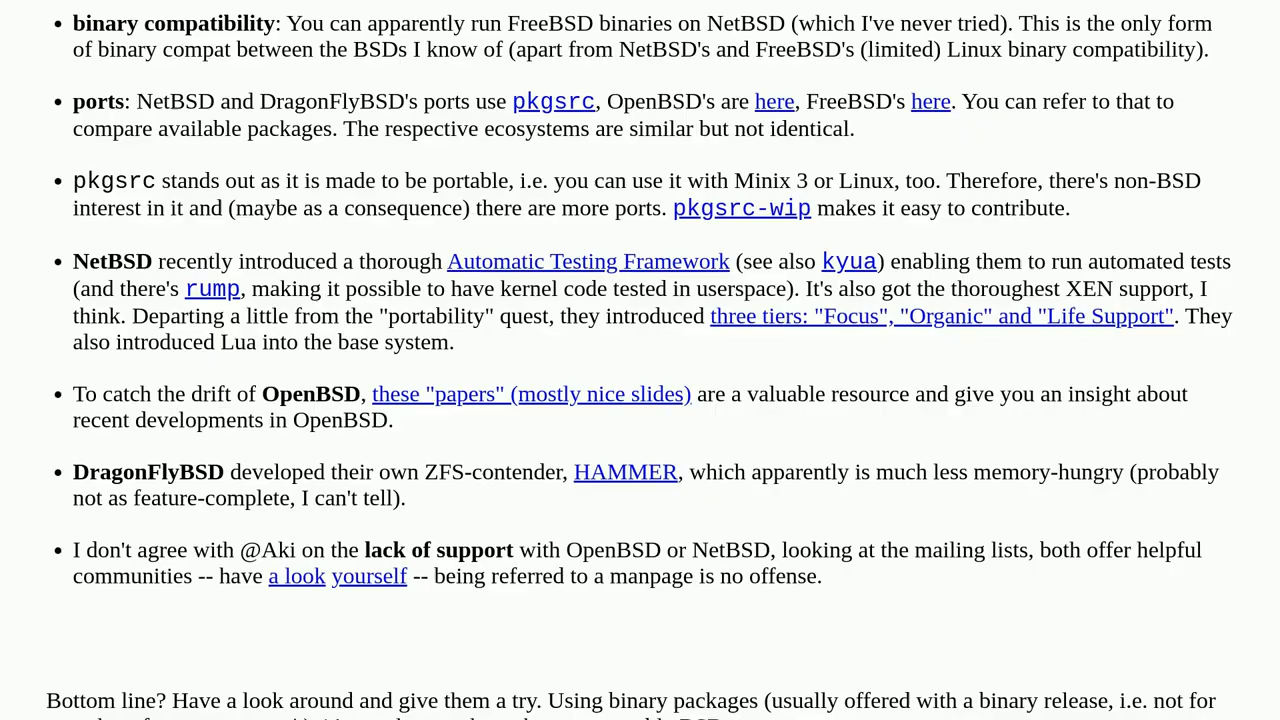 • binary compatibility: You can apparently run FreeBSD binaries on NetBSD (which I've never tried). This is the only form
of binary compat between the BSDs I know of (apart from NetBSD's and FreeBSD's (limited) Linux binary compatibility).
• ports: NetBSD and DragonFlyBSD's ports use pkgsrc, OpenBSD's are here, FreeBSD's here. You can refer to that to
compare available packages. The respective ecosystems are similar but not identical.
• pkgsrc stands out as it is made to be portable, i.e. you can use it with Minix 3 or Linux, too. Therefore, there's non-BSD
interest in it and (maybe as a consequence) there are more ports. pkgsrc-wip makes it easy to contribute.
• NetBSD recently introduced a thorough Automatic Testing Framework (see also kyua) enabling them to run automated tests
(and there's rump, making it possible to have kernel code tested in userspace). It's also got the thoroughest XEN support, I
think. Departing a little from the "portability" quest, they introduced three tiers: "Focus", "Organic" and "Life Support". They
also introduced Lua into the base system.
• To catch the drift of OpenBSD, these "papers" (mostly nice slides) are a valuable resource and give you an insight about
recent developments in OpenBSD.
• DragonFlyBSD developed their own ZFS-contender, HAMMER, which apparently is much less memory-hungry (probably
not as feature-complete, I can't tell).
• I don't agree with @Aki on the lack of support with OpenBSD or NetBSD, looking at the mailing lists, both offer helpful
communities -- have a look yourself -- being referred to a manpage is no offense.
Bottom line? Have a look around and give them a try. Using binary packages (usually offered with a binary release, i.e. not for